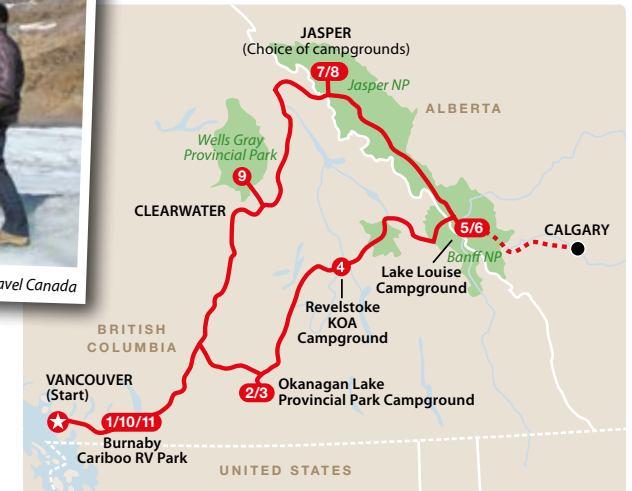 JASPER
(Choice of campgrounds)
7/8
Jasper NP
ALBERTA
Wells Gray
Provincial Park
9
CLEARWATER
5/6
CALGARY
Banff NP
Lake Louise
Campground
4
Revelstoke
KOA
Campground
avel Canada
BRITISH
COLUMBIA
VANCOUVER
(Start)
2/3
Okanagan Lake
Provincial Park Campground
1/10/11
Burnaby
Cariboo RV Park
UNITED STATES